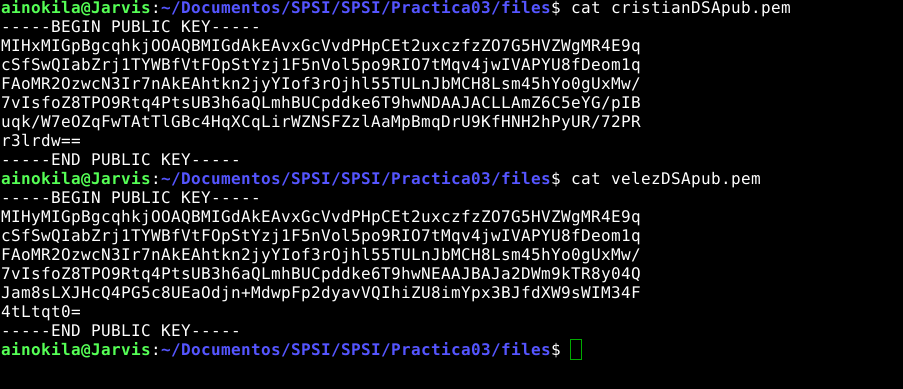 ainokila@Jarvis:~/Documentos/SPSI/SPSI/Practica03/files$ cat cristianDSApub.pem
-----BEGIN PUBLIC KEY-----
MIHxMIGpBgcqhkjOOAQBMIGdAkEAvxGcVvdPHpCEt2uxczfzZO7G5HVZWgMR4E9q
cSfSwQIabZrj1TYWBfVtFOpStYzj1F5nVol5po9RIO7tMqv4jwIVAPYU8fDeom1q
FAoMR2OzwcN3Ir7nAkEAhtkn2jyYIof3rOjhl55TULnJbMCH8Lsm45hYo0gUxMw/
7vIsfoZ8TPO9Rtq4PtsUB3h6aQLmhBUCpddke6T9hwNDAAJACLLAmZ6C5eYG/pIB
uqk/W7eOZqFwTAtTlGBc4HqXCqLirWZNSFZzlAaMpBmqDrU9KfHNH2hPyUR/72PR
r3lrdw==
-----END PUBLIC KEY-----
ainokila@Jarvis:~/Documentos/SPSI/SPSI/Practica03/files$ cat velezDSApub.pem
-----BEGIN PUBLIC KEY-----
MIHyMIGpBgcqhkjOOAQBMIGdAkEAvxGcVvdPHpCEt2uxczfzZO7G5HVZWgMR4E9q
cSfSwQIabZrj1TYWBfVtFOpStYzj1F5nVol5po9RIO7tMqv4jwIVAPYU8fDeom1q
FAoMR2OzwcN3Ir7nAkEAhtkn2jyYIof3rOjhl55TULnJbMCH8Lsm45hYo0gUxMw/
7vIsfoZ8TPO9Rtq4PtsUB3h6aQLmhBUCpddke6T9hwNEAAJBAJa2DWm9kTR8y04Q
Jam8sLXJHcQ4PG5c8UEaOdjn+MdwpFp2dyavVQIhiZU8imYpx3BJfdXW9sWIM34F
4tLtqt0=
-----END PUBLIC KEY-----
ainokila@Jarvis:~/Documentos/SPSI/SPSI/Practica03/files$